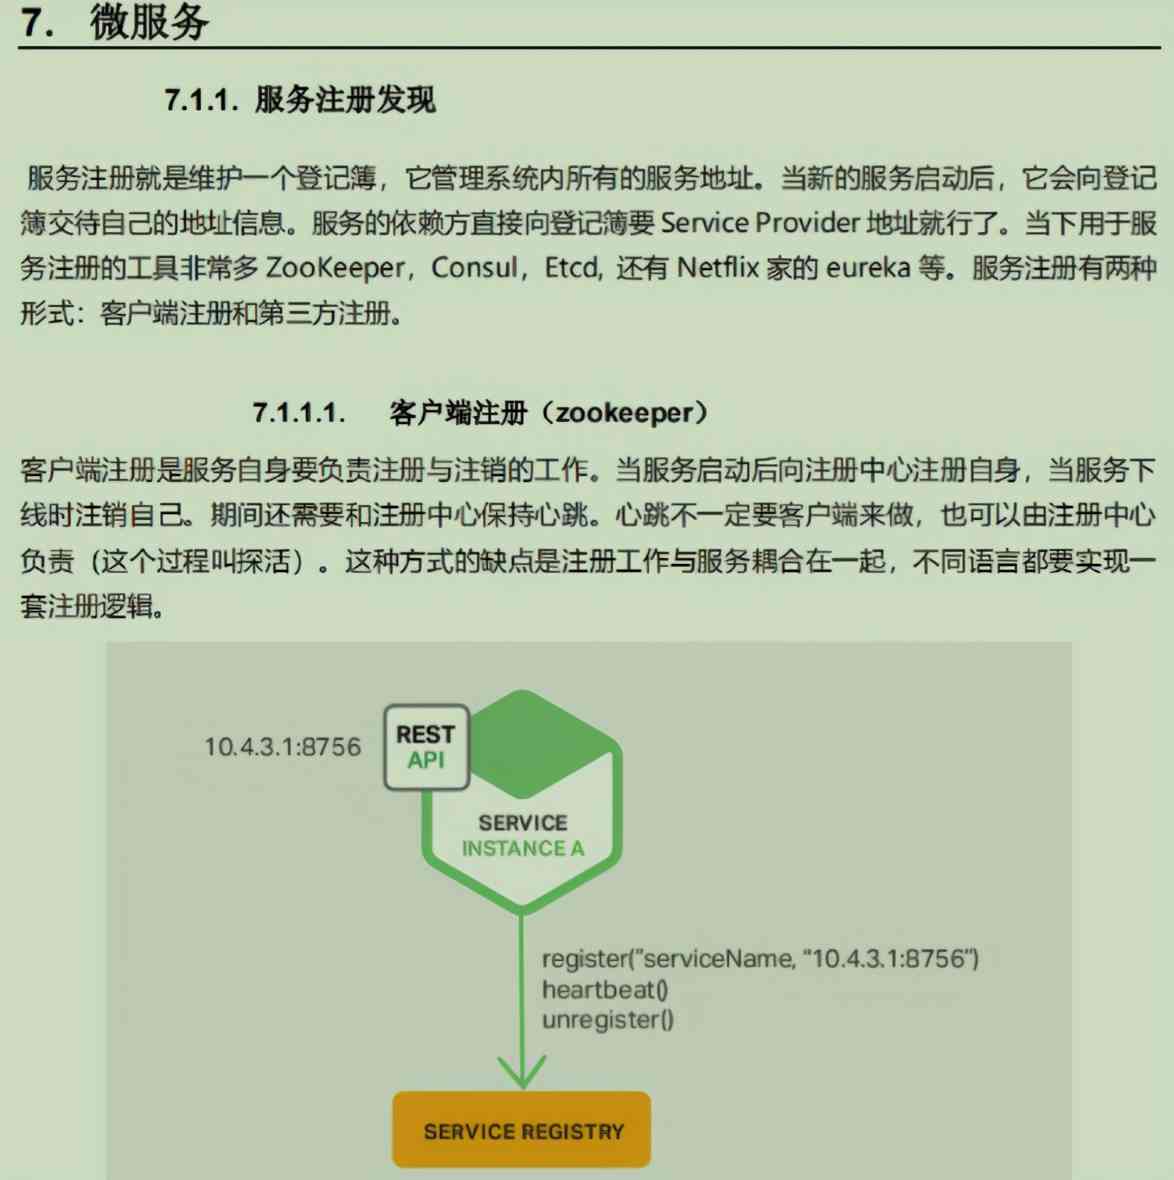 7. 微服务
7.1.1. 服务注册发现
服务注册就是维护一个登记簿，它管理系统内所有的服务地址。当新的服务启动后，它会向登记
簿交待自己的地址信息。服务的依赖方直接向登记簿要 Service Provider 地址就行了。当下用于服
务注册的工具非常多 ZooKeeper，Consul，Etcd, 还有 Netflix 家的 eureka 等。服务注册有两种
形式：客户端注册和第三方注册。
7.1.1.1. 客户端注册（zookeeper）
客户端注册是服务自身要负责注册与注销的工作。当服务启动后向注册中心注册自身，当服务下
线时注销自己。期间还需要和注册中心保持心跳。心跳不一定要客户端来做，也可以由注册中心
负责（这个过程叫探活）。这种方式的缺点是注册工作与服务耦合在一起，不同语言都要实现一
套注册逻辑。
10.4.3.1:8756
REST
API
SERVICE
INSTANCE A
register("serviceName, "10.4.3.1:8756")
heartbeat()
unregister()
SERVICE REGISTRY